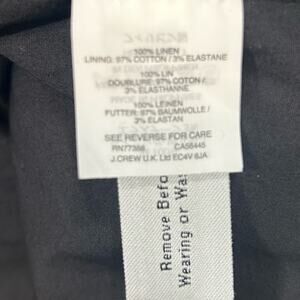 100% LINEN
LINING: 97% COTTON / 3% ELASTANE
100% LIN
DOUBLURE: 97% COTON /
3% ELASTHANNE
100% LEINEN
FUTTER: 97% BAUMWOLLE /
3% ELASTAN
SEE REVERSE FOR CARE
RN77388 CA56445
J.CREW U.K. Ltd EC4V 6JA
Remove Befo
Wearing or Was